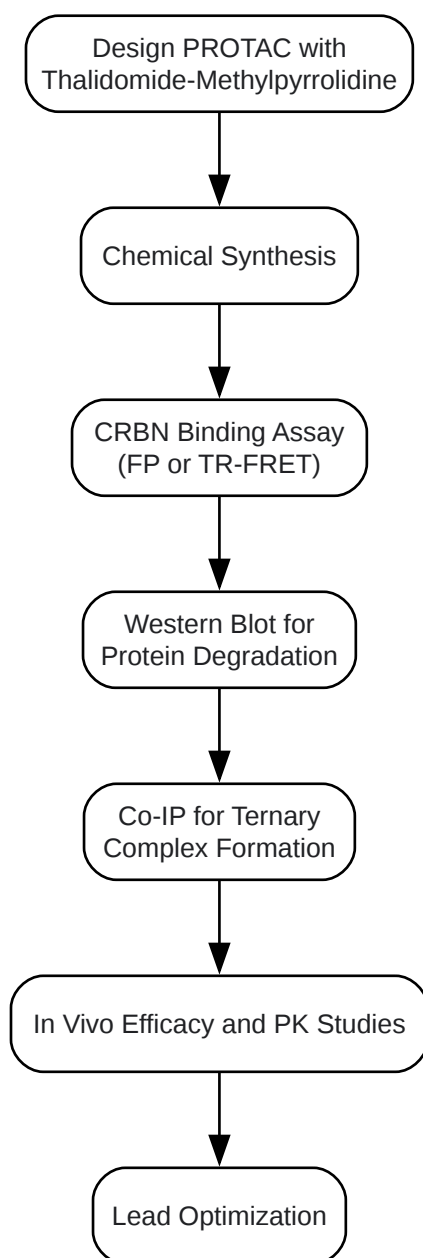 Design PROTAC with
Thalidomide-Methylpyrrolidine
Chemical Synthesis
CRBN Binding Assay
(FP or TR-FRET)
Western Blot for
Protein Degradation
Co-IP for Ternary
Complex Formation
In Vivo Efficacy and PK Studies
Lead Optimization